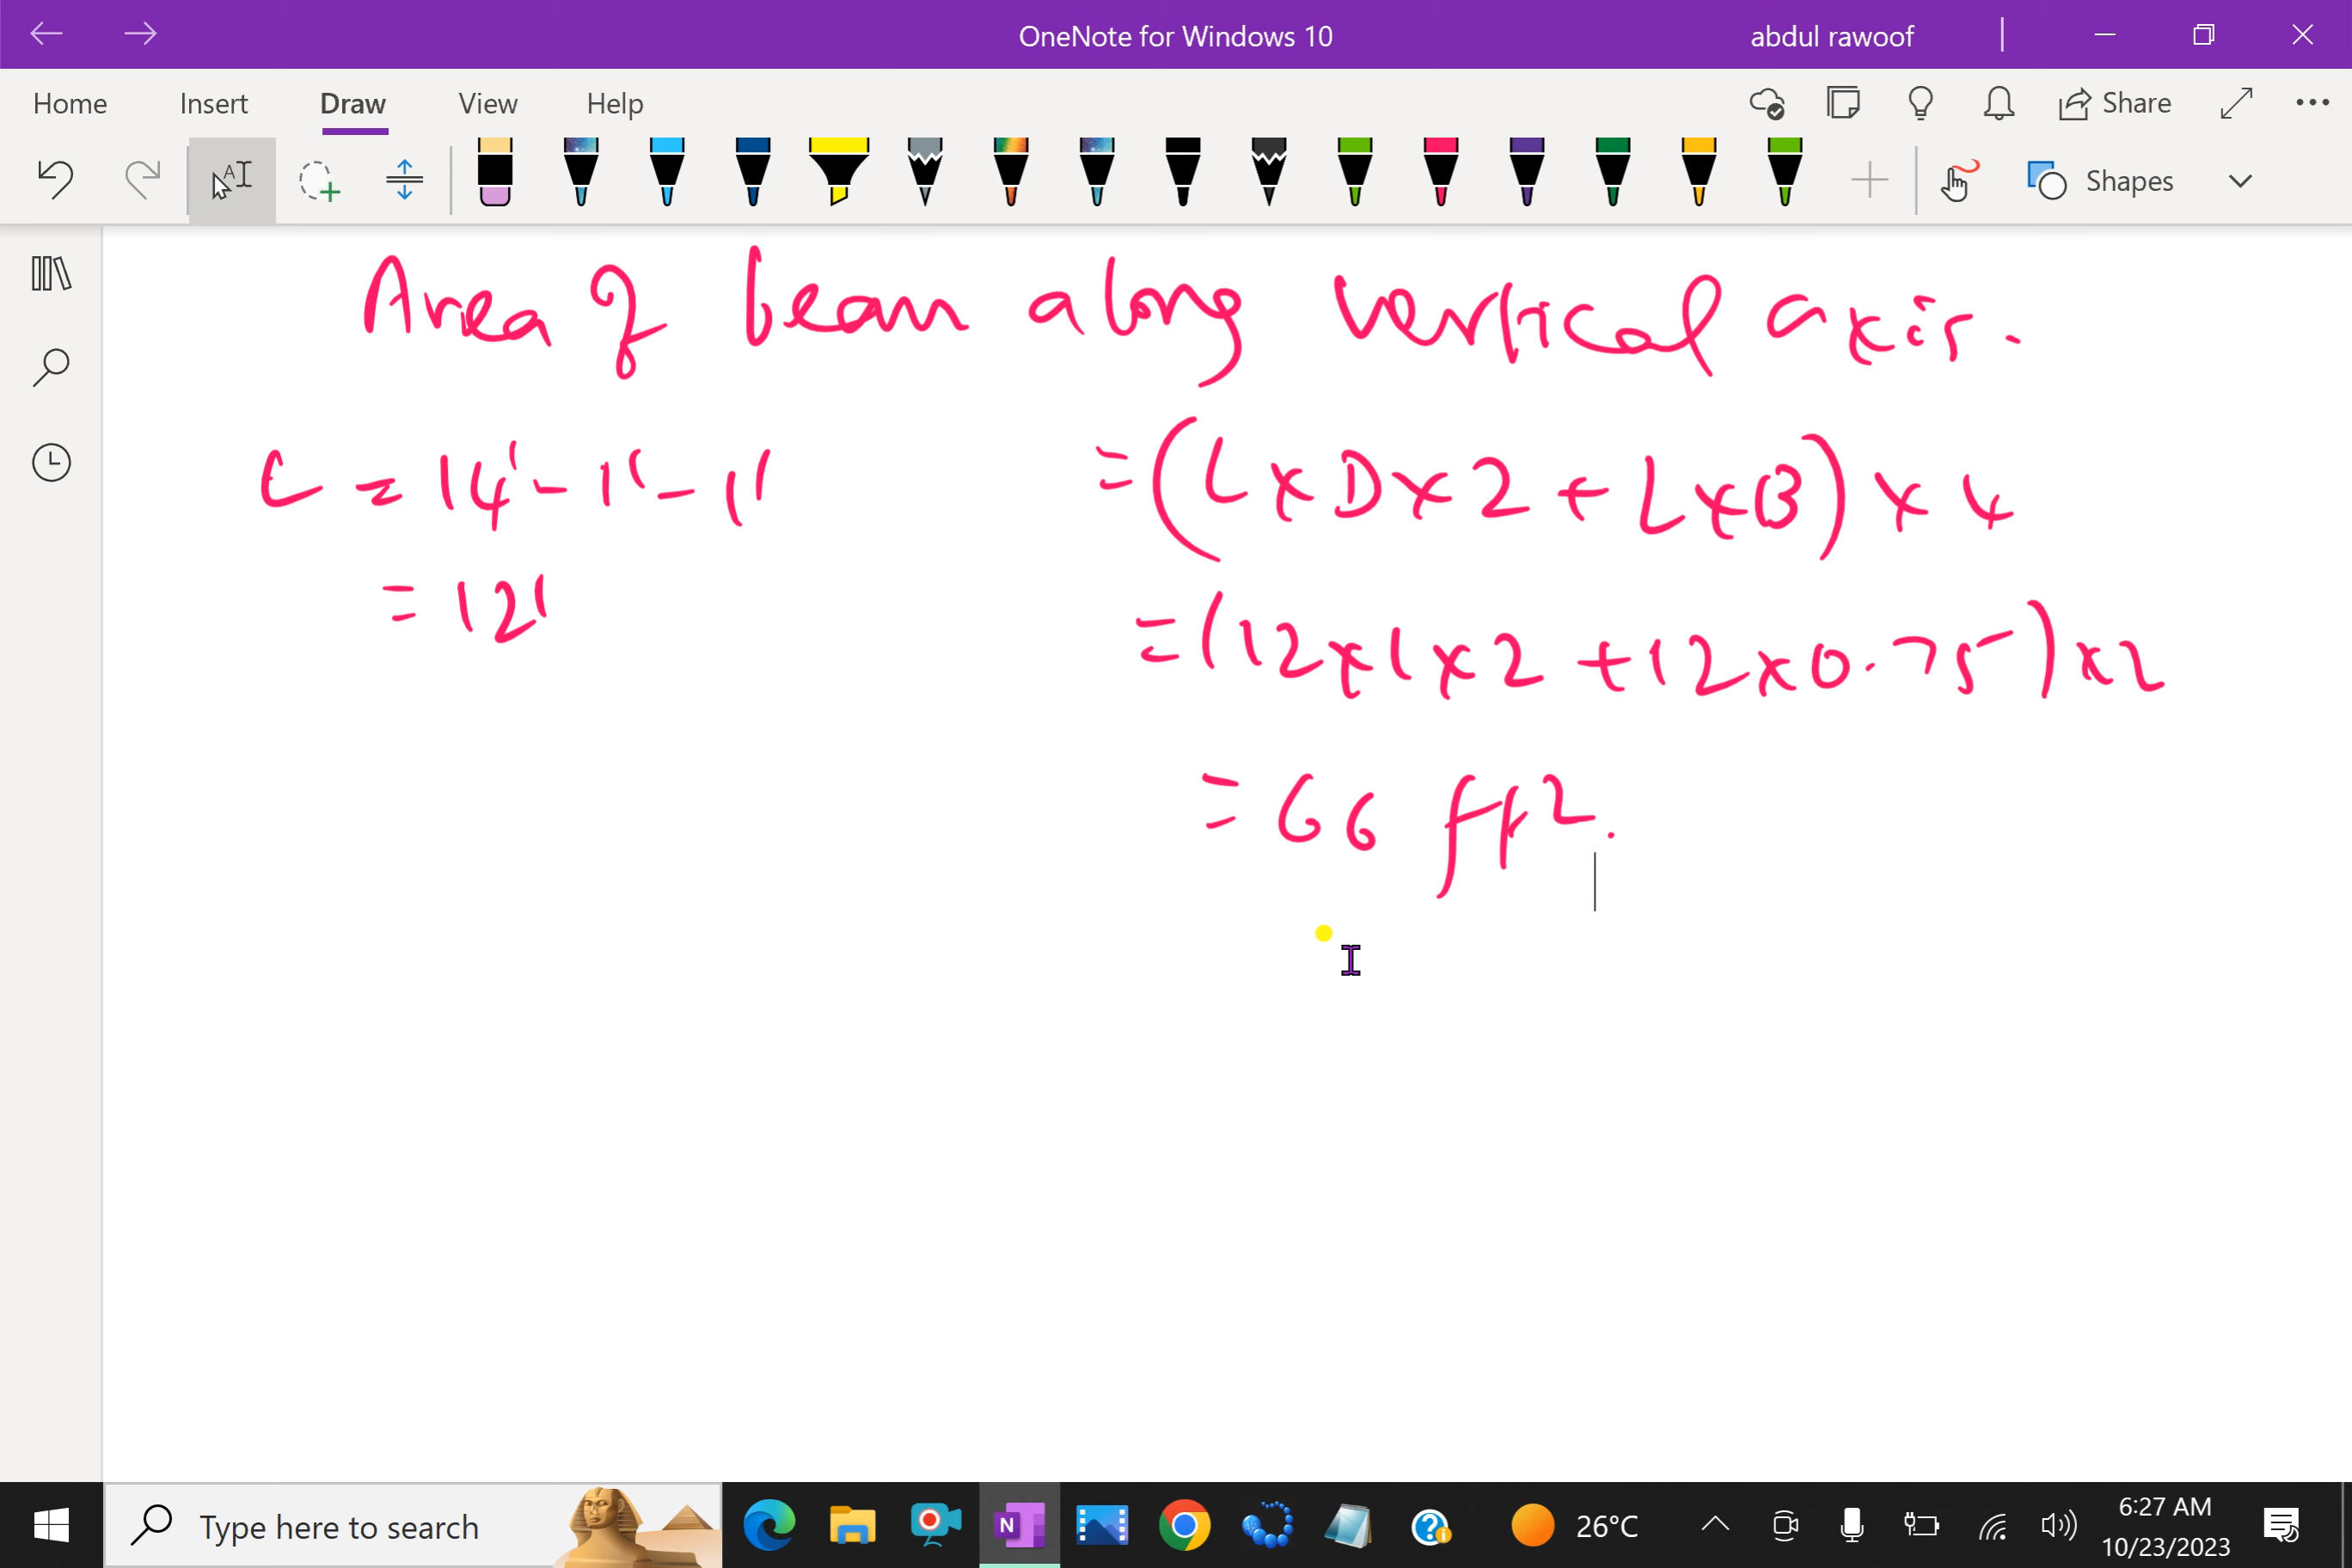 OneNote for Windows 10
abdul rawoof
Home Insert Draw View Help
Share
Shapes
Area of beam along vertical axis.
L = 14' - 1' - 1'
= 12'
= (L x D x 2 + L x B) x 4
= (12 x 1 x 2 + 12 x 0.75) x 2
= 66 ft².
Type here to search
26°C
6:27 AM
10/23/2023